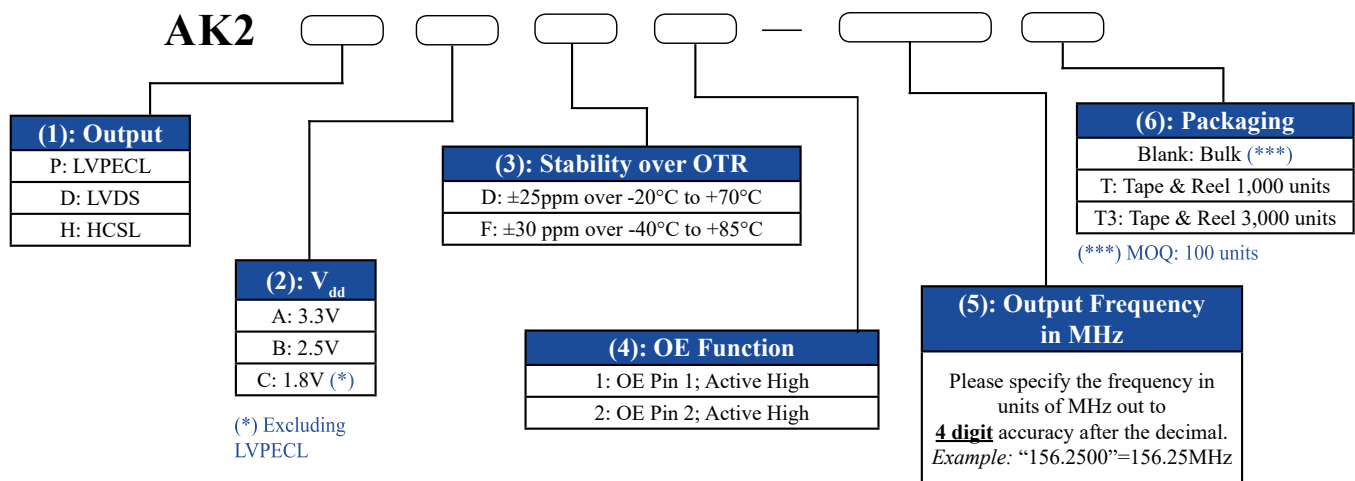 AK2 —
(1): Output
P: LVPECL
D: LVDS
H: HCSL
(2): Vdd
A: 3.3V
B: 2.5V
C: 1.8V (*)
(*) Excluding
LVPECL
(3): Stability over OTR
D: ±25ppm over -20°C to +70°C
F: ±30 ppm over -40°C to +85°C
(4): OE Function
1: OE Pin 1; Active High
2: OE Pin 2; Active High
(5): Output Frequency
in MHz
Please specify the frequency in
units of MHz out to
4 digit accuracy after the decimal.
Example: “156.2500”=156.25MHz
(6): Packaging
Blank: Bulk (***)
T: Tape & Reel 1,000 units
T3: Tape & Reel 3,000 units
(***) MOQ: 100 units